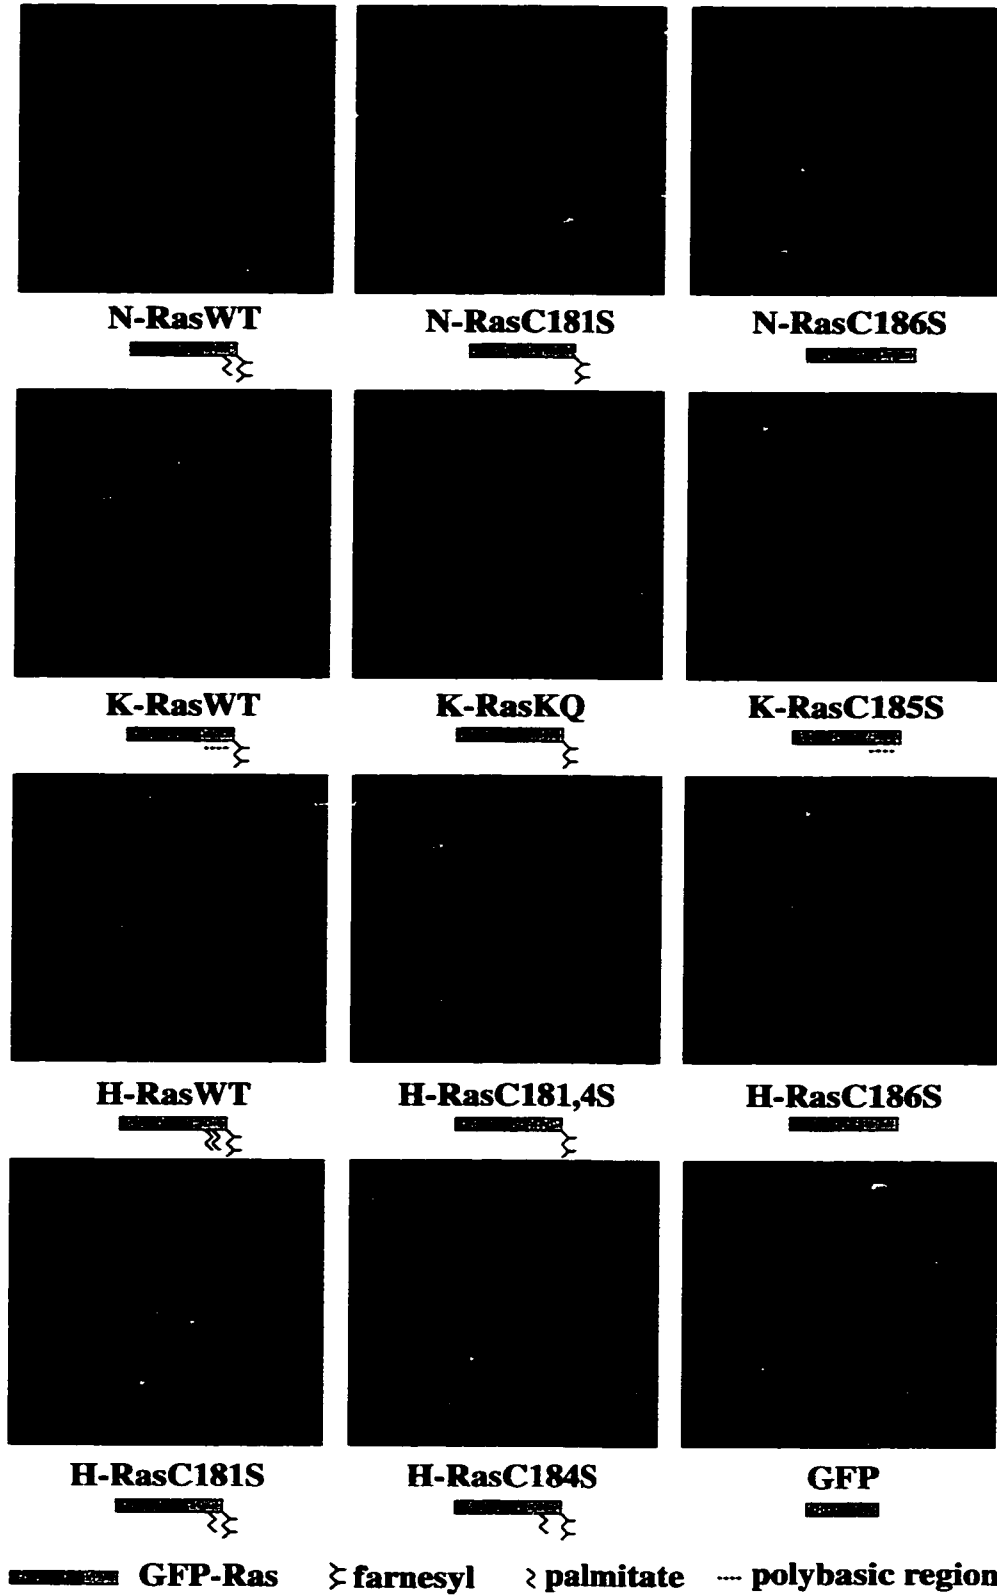 N-RasWT N-RasC181S N-RasC186S
K-RasWT K-RasKQ K-RasC185S
H-RasWT H-RasC181,4S H-RasC186S
H-RasC181S H-RasC184S GFP
GFP-Ras farnesyl palmitate polybasic region